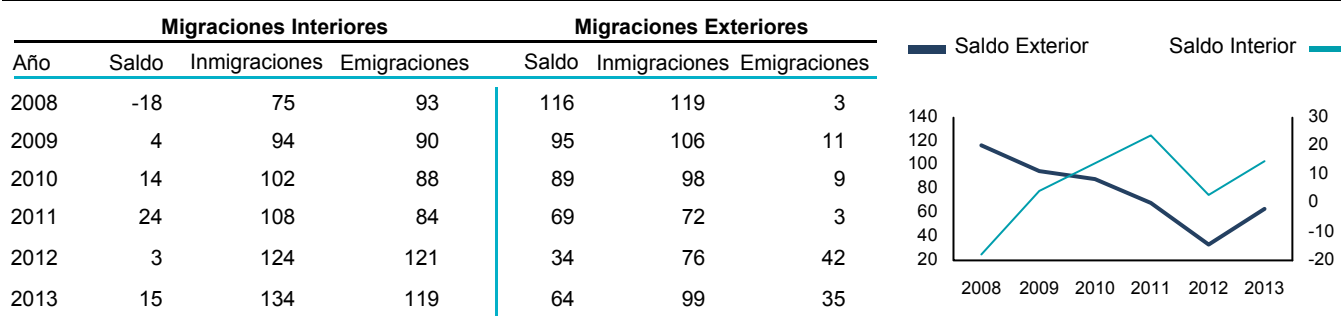 Migraciones Interiores Migraciones Exteriores
Año Saldo Inmigraciones Emigraciones Saldo Inmigraciones Emigraciones
2008 -18 75 93 116 119 3
2009 4 94 90 95 106 11
2010 14 102 88 89 98 9
2011 24 108 84 69 72 3
2012 3 124 121 34 76 42
2013 15 134 119 64 99 35
Saldo Exterior Saldo Interior
140 30
120 20
100 10
80 0
60 -10
40 -20
20
2008 2009 2010 2011 2012 2013